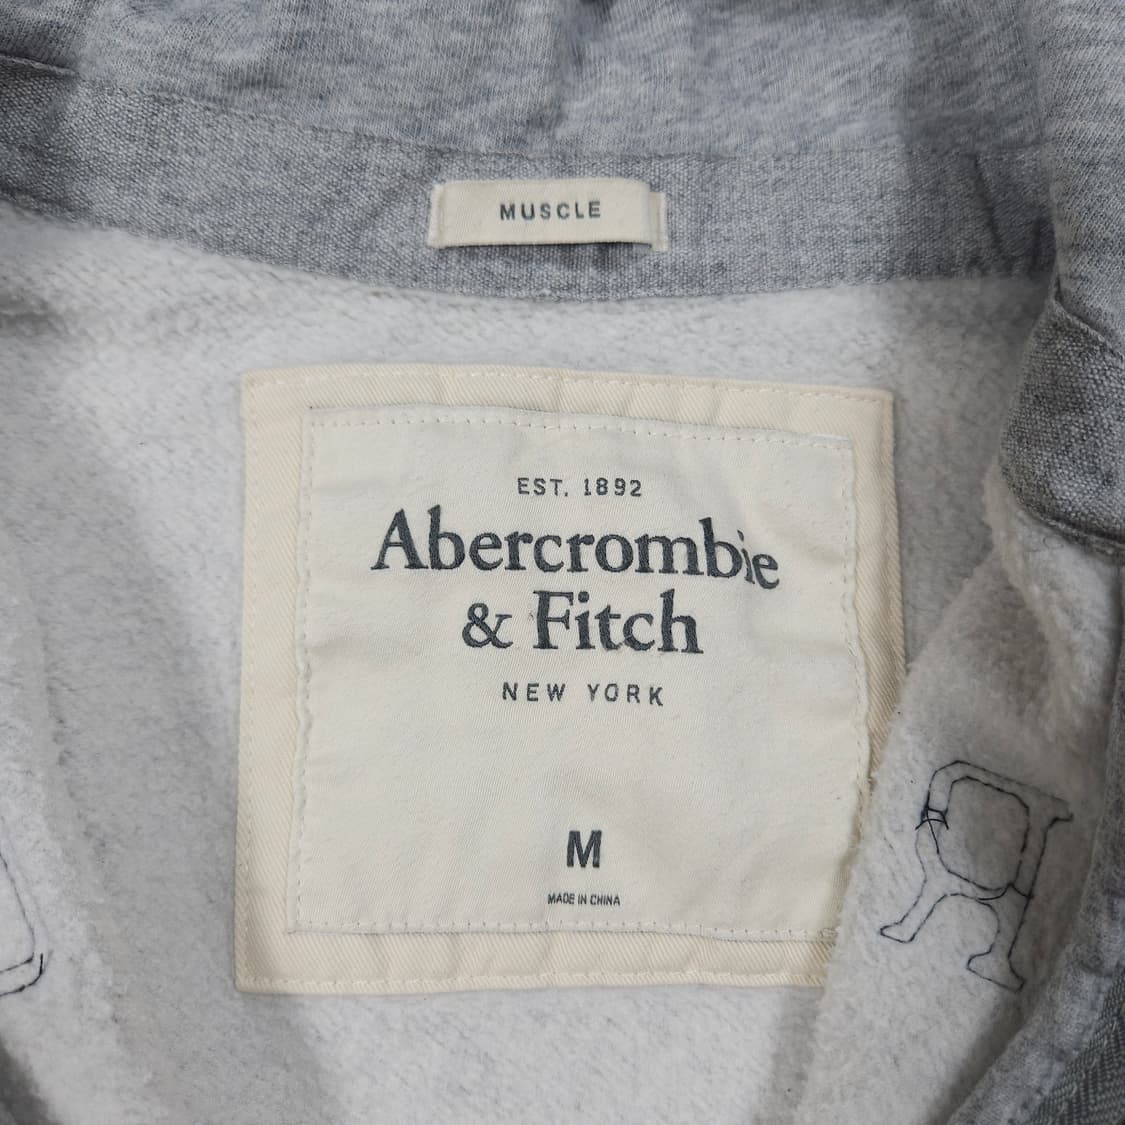 MUSCLE
EST. 1892
Abercrombie
& Fitch
NEW YORK
M
MADE IN CHINA
R